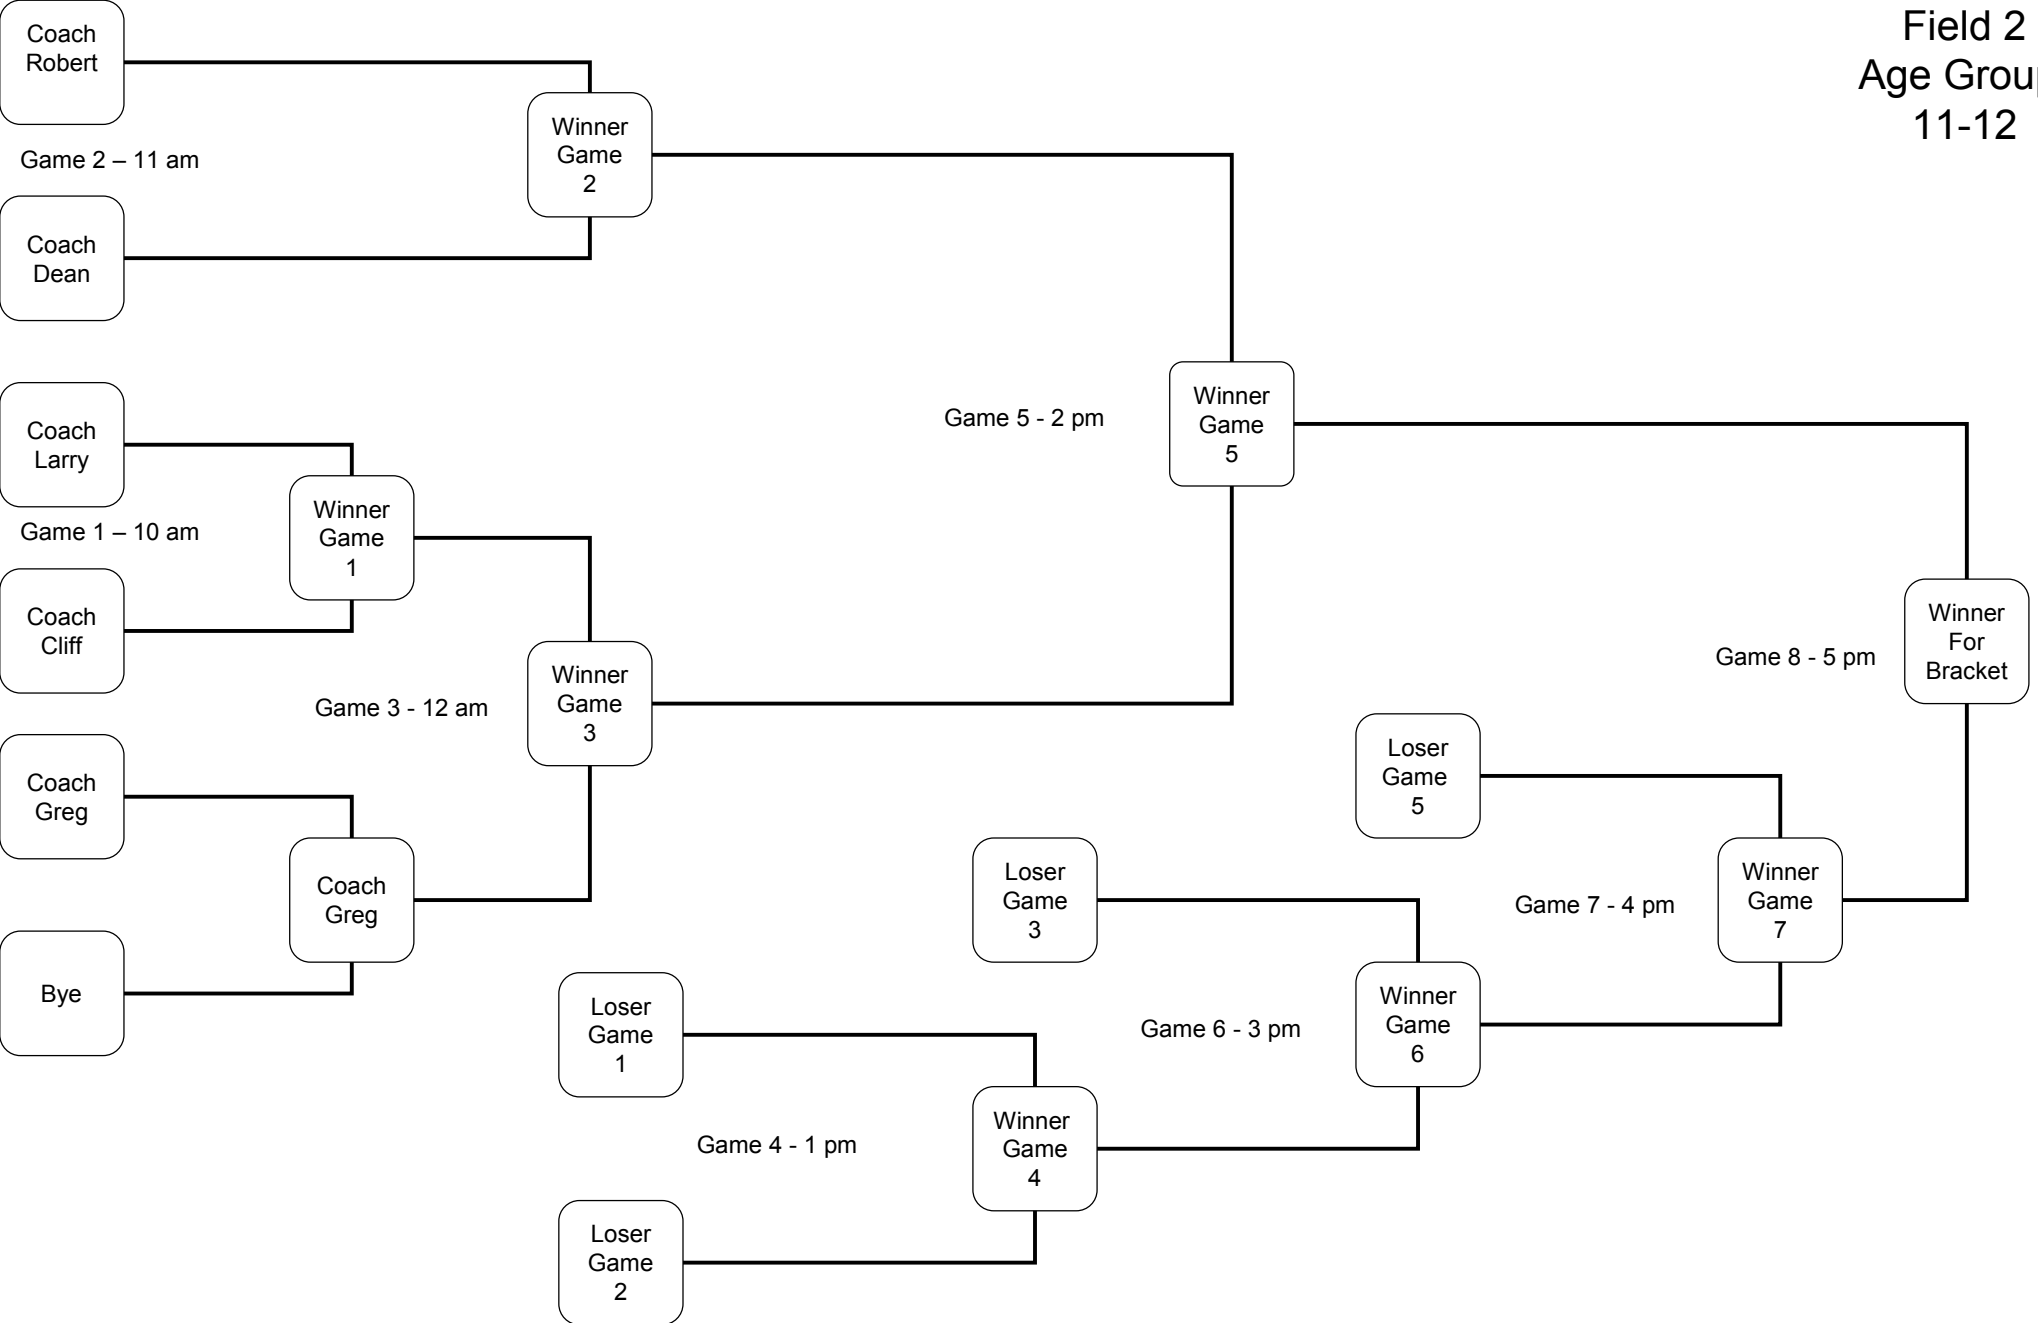 Field 2
Age Group
11-12
Coach
Robert
Game 2 – 11 am
Coach
Dean
Winner
Game
2
Coach
Larry
Game 1 – 10 am
Coach
Cliff
Winner
Game
1
Game 3 - 12 am
Coach
Greg
Bye
Coach
Greg
Winner
Game
3
Game 5 - 2 pm
Winner
Game
5
Loser
Game
1
Game 4 - 1 pm
Loser
Game
2
Loser
Game
3
Winner
Game
4
Game 6 - 3 pm
Loser
Game
5
Winner
Game
6
Game 7 - 4 pm
Winner
Game
7
Game 8 - 5 pm
Winner
For
Bracket